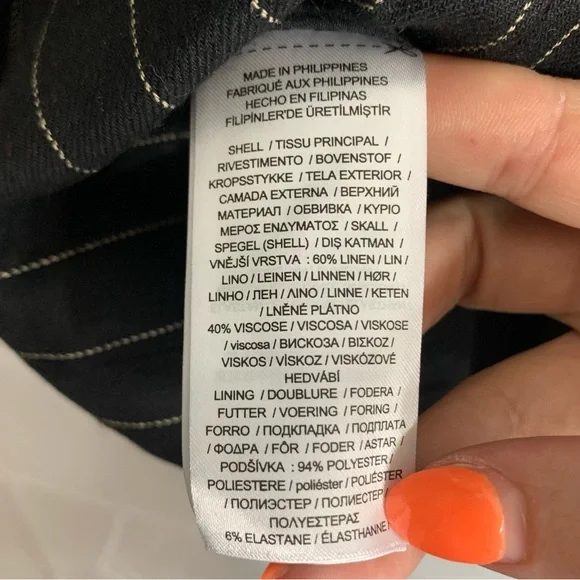 MADE IN PHILIPPINES
FABRIQUÉ AUX PHILIPPINES
HECHO EN FILIPINAS
FİLİPİNLER'DE ÜRETİLMİŞTİR
SHELL / TISSU PRINCIPAL /
RIVESTIMENTO / BOVENSTOF /
KROPSSTYKKE / TELA EXTERIOR /
CAMADA EXTERNA / ВЕРХНИЙ
МАТЕРИАЛ / ОБВИВКА / ΚΥΡΙΟ
ΜΕΡΟΣ ΕΝΔΥΜΑΤΟΣ / SKALL /
SPEGEL (SHELL) / DIŞ KATMAN /
VNĚJŠÍ VRSTVA : 60% LINEN / LIN /
LINO / LEINEN / LINNEN / HØR /
LINHO / ЛЕН / ΛΙΝΟ / LINNE / KETEN
/ LNĚNÉ PLÁTNO
40% VISCOSE / VISCOSA / VISKOSE
/ viscosa / ВИСКОЗА / ΒΙΣΚΟΖ /
VISKOS / VİSKOZ / VISKÓZOVÉ
HEDVÁBÍ
LINING / DOUBLURE / FODERA /
FUTTER / VOERING / FORING /
FORRO / ПОДКЛАДКА / ПОДПЛАТА
/ ΦΟΔΡΑ / FÔR / FODER / ASTAR /
PODŠÍVKA : 94% POLYESTER /
POLIESTERE / poliéster / POLIÉSTER
/ ПОЛИЭСТЕР / ПОЛИЕСТЕР /
ΠΟΛΥΕΣΤΕΡΑΣ
6% ELASTANE / ÉLASTHANNE